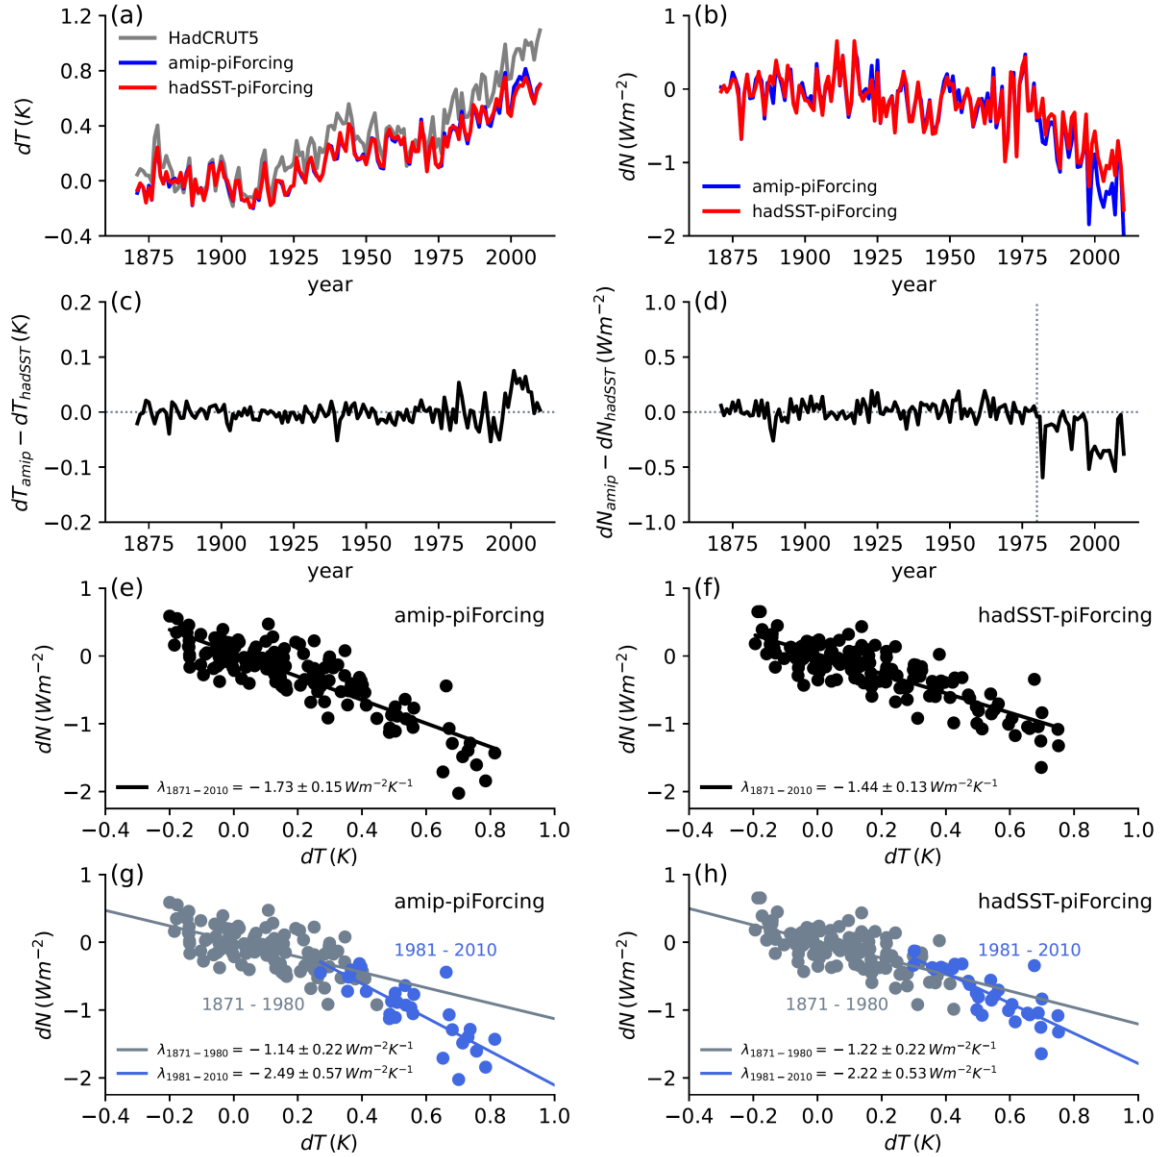 (a)
1.2
0.8
0.4
0.0
−0.4
dT (K)
HadCRUT5
amip-piForcing
hadSST-piForcing
1875 1900 1925 1950 1975 2000
year
(b)
1
0
−1
−2
dN (Wm⁻²)
amip-piForcing
hadSST-piForcing
1875 1900 1925 1950 1975 2000
year
(c)
0.2
0.1
0.0
−0.1
−0.2
dT_amip − dT_hadSST (K)
1875 1900 1925 1950 1975 2000
year
(d)
1.0
0.5
0.0
−0.5
−1.0
dN_amip − dN_hadSST (Wm⁻²)
1875 1900 1925 1950 1975 2000
year
(e)
amip-piForcing
1
0
−1
−2
dN (Wm⁻²)
λ₁₈₇₁₋₂₀₁₀ = −1.73 ± 0.15 Wm⁻²K⁻¹
−0.4 −0.2 0.0 0.2 0.4 0.6 0.8 1.0
dT (K)
(f)
hadSST-piForcing
1
0
−1
−2
dN (Wm⁻²)
λ₁₈₇₁₋₂₀₁₀ = −1.44 ± 0.13 Wm⁻²K⁻¹
−0.4 −0.2 0.0 0.2 0.4 0.6 0.8 1.0
dT (K)
(g)
amip-piForcing
1
0
−1
−2
dN (Wm⁻²)
1981 - 2010
1871 - 1980
λ₁₈₇₁₋₁₉₈₀ = −1.14 ± 0.22 Wm⁻²K⁻¹
λ₁₉₈₁₋₂₀₁₀ = −2.49 ± 0.57 Wm⁻²K⁻¹
−0.4 −0.2 0.0 0.2 0.4 0.6 0.8 1.0
dT (K)
(h)
hadSST-piForcing
1
0
−1
−2
dN (Wm⁻²)
1981 - 2010
1871 - 1980
λ₁₈₇₁₋₁₉₈₀ = −1.22 ± 0.22 Wm⁻²K⁻¹
λ₁₉₈₁₋₂₀₁₀ = −2.22 ± 0.53 Wm⁻²K⁻¹
−0.4 −0.2 0.0 0.2 0.4 0.6 0.8 1.0
dT (K)